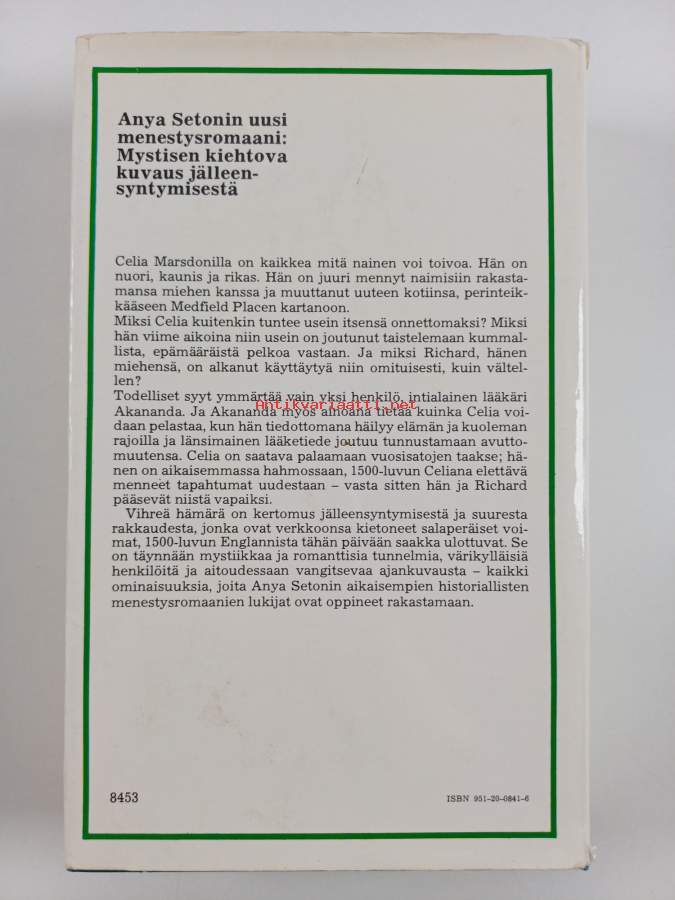 Anya Setonin uusi
menestysromaani:
Mystisen kiehtova
kuvaus jälleen-
syntymisestä
Celia Marsdonilla on kaikkea mitä nainen voi toivoa. Hän on
nuori, kaunis ja rikas. Hän on juuri mennyt naimisiin rakasta-
mansa miehen kanssa ja muuttanut uuteen kotiinsa, perinteik-
kääseen Medfield Placen kartanoon.
Miksi Celia kuitenkin tuntee usein itsensä onnettomaksi? Miksi
hän viime aikoina niin usein on joutunut taistelemaan kummal-
lista, epämääräistä pelkoa vastaan. Ja miksi Richard, hänen
miehensä, on alkanut käyttäytyä niin omituisesti, kuin vältel-
len?
Todelliset syyt ymmärtää vain yksi henkilö, intialainen lääkäri
Akananda. Ja Akananda myös ainoana tietää kuinka Celia voi-
Antikvariaatti.net
daan pelastaa, kun hän tiedottomana häilyy elämän ja kuoleman
rajoilla ja länsimainen lääketiede joutuu tunnustamaan avutto-
muutensa. Celia on saatava palaamaan vuosisatojen taakse; hä-
nen on aikaisemmassa hahmossaan, 1500-luvun Celiana elettävä
menneet tapahtumat uudestaan – vasta sitten hän ja Richard
pääsevät niistä vapaiksi.
Vihreä hämärä on kertomus jälleensyntymisestä ja suuresta
rakkaudesta, jonka ovat verkkoonsa kietoneet salaperäiset voi-
mat, 1500-luvun Englannista tähän päivään saakka ulottuvat. Se
on täynnään mystiikkaa ja romanttisia tunnelmia, värikylläisiä
henkilöitä ja aitoudessaan vangitsevaa ajankuvausta – kaikki
ominaisuuksia, joita Anya Setonin aikaisempien historiallisten
menestysromaanien lukijat ovat oppineet rakastamaan.
8453
ISBN 951-20-0841-6